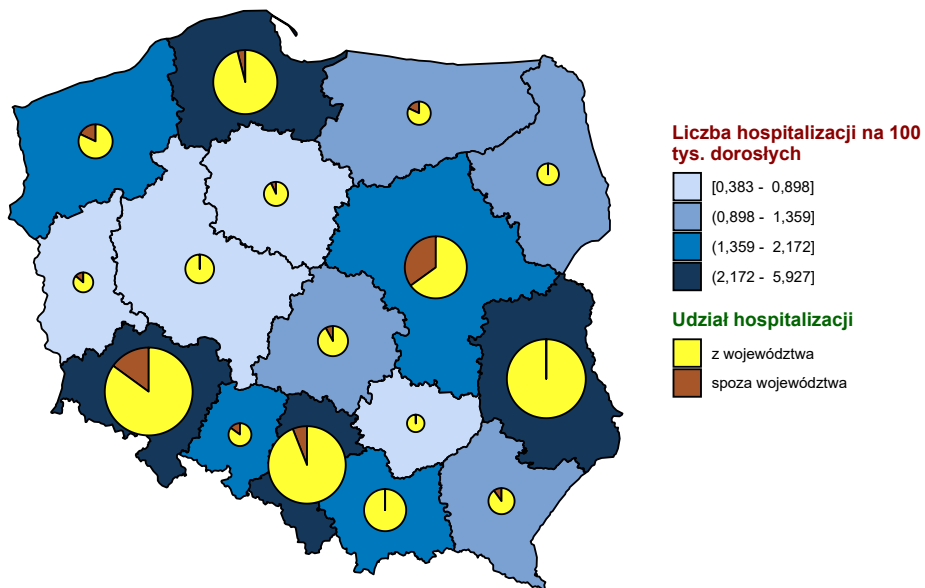 Liczba hospitalizacji na 100
tys. dorosłych
[0,383 - 0,898]
(0,898 - 1,359]
(1,359 - 2,172]
(2,172 - 5,927]
Udział hospitalizacji
z województwa
spoza województwa